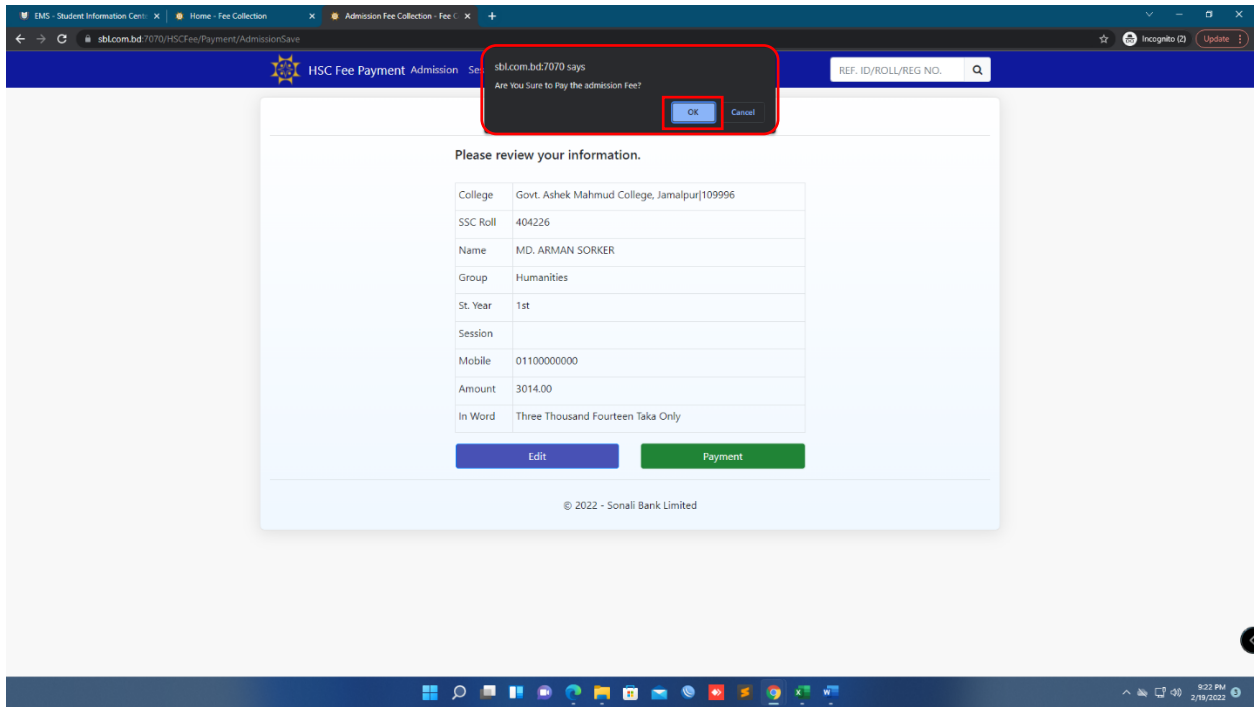 EMS - Student Information Cent
Home - Fee Collection
Admission Fee Collection - Fee C
sbl.com.bd:7070/HSCFee/Payment/AdmissionSave
Incognito (2)
Update
HSC Fee Payment Admission Se
REF. ID/ROLL/REG NO.
sbl.com.bd:7070 says
Are You Sure to Pay the admission Fee?
OK Cancel
Please review your information.
College Govt. Ashek Mahmud College, Jamalpur|109996
SSC Roll 404226
Name MD. ARMAN SORKER
Group Humanities
St. Year 1st
Session
Mobile 01100000000
Amount 3014.00
In Word Three Thousand Fourteen Taka Only
Edit Payment
© 2022 - Sonali Bank Limited
9:22 PM
2/19/2022